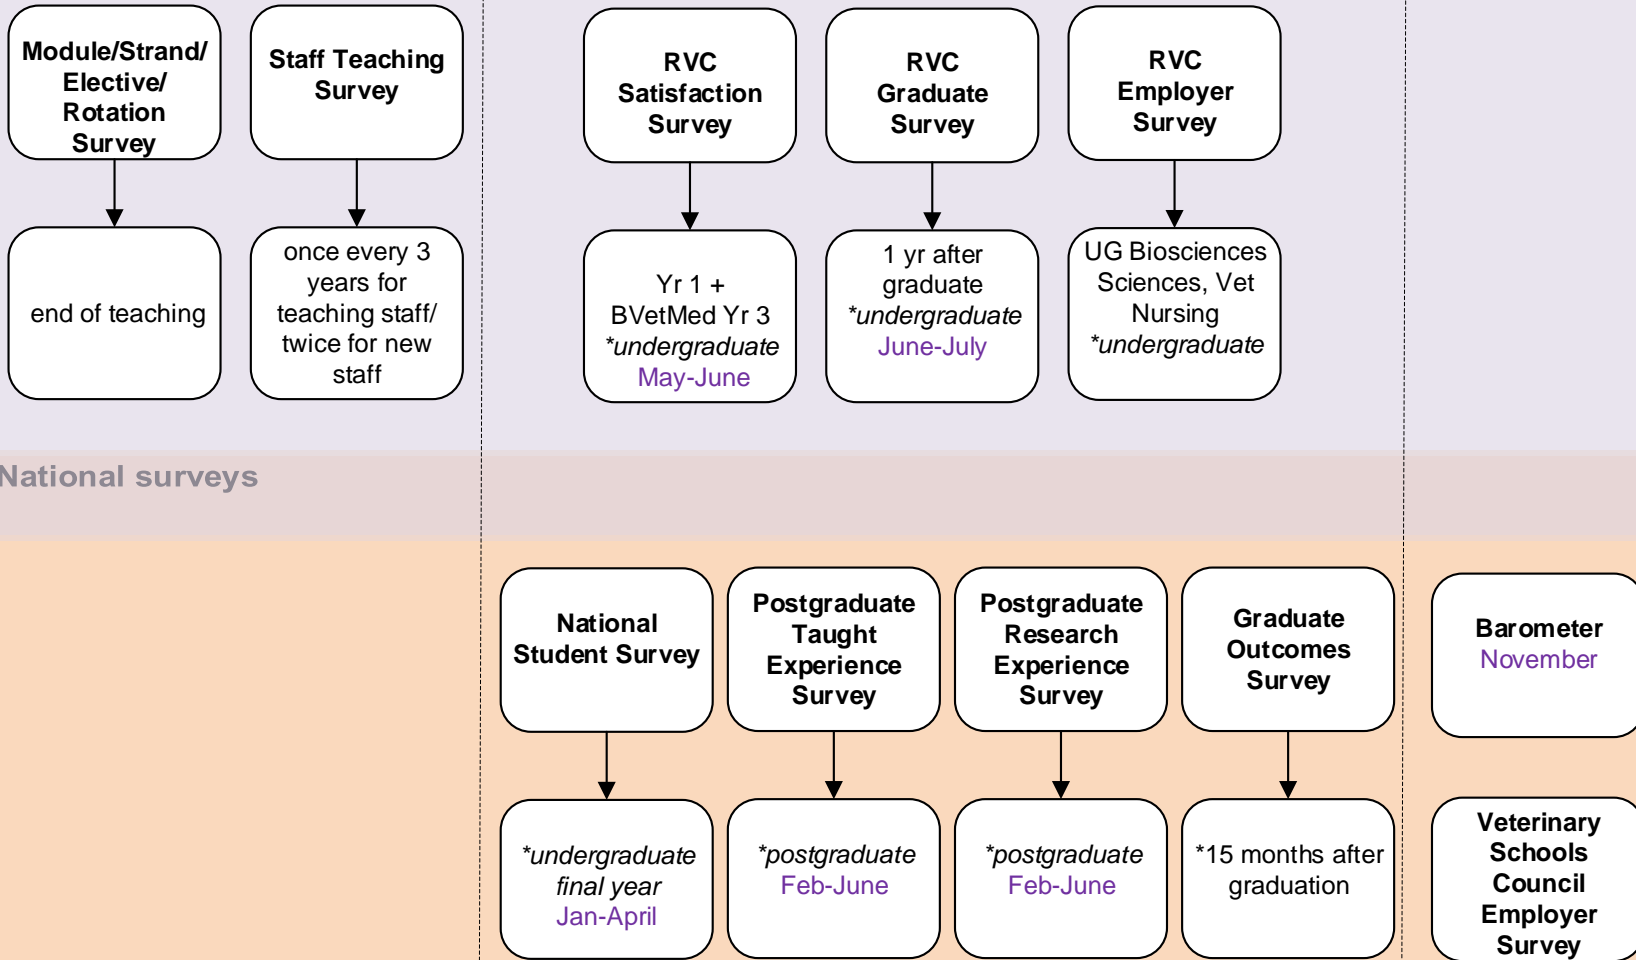 Module/Strand/
Elective/
Rotation
Survey
Staff Teaching
Survey
RVC
Satisfaction
Survey
RVC
Graduate
Survey
RVC
Employer
Survey
end of teaching
once every 3
years for
teaching staff/
twice for new
staff
Yr 1 +
BVetMed Yr 3
*undergraduate
May-June
1 yr after
graduate
*undergraduate
June-July
UG Biosciences
Sciences, Vet
Nursing
*undergraduate
National surveys
National
Student Survey
Postgraduate
Taught
Experience
Survey
Postgraduate
Research
Experience
Survey
Graduate
Outcomes
Survey
Barometer
November
*undergraduate
final year
Jan-April
*postgraduate
Feb-June
*postgraduate
Feb-June
*15 months after
graduation
Veterinary
Schools
Council
Employer
Survey